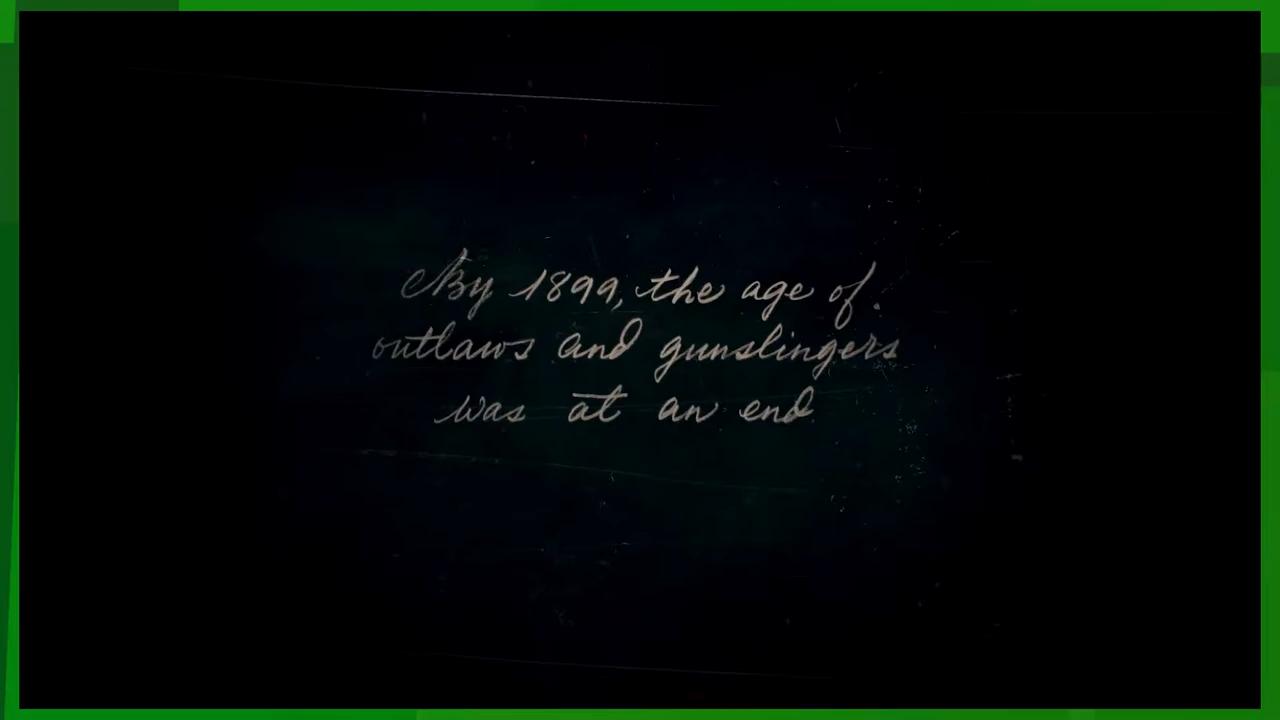 By 1899, the age of
outlaws and gunslingers
was at an end